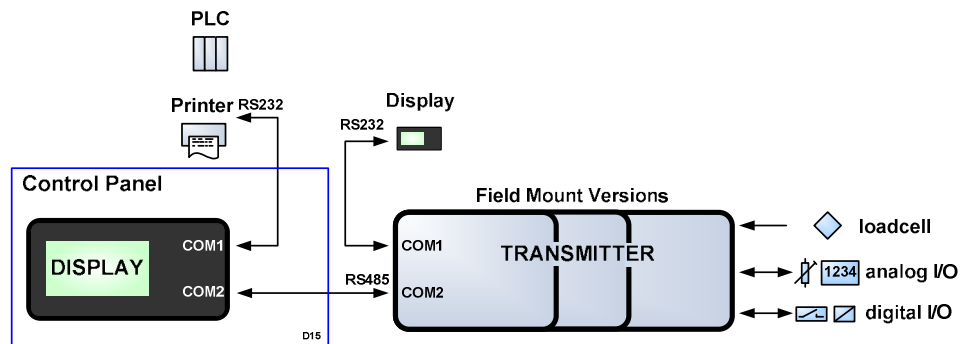 PLC
Printer RS232
Display
RS232
Control Panel
Field Mount Versions
COM1
DISPLAY
COM2
D15
RS485
COM1
TRANSMITTER
COM2
loadcell
1234 analog I/O
digital I/O